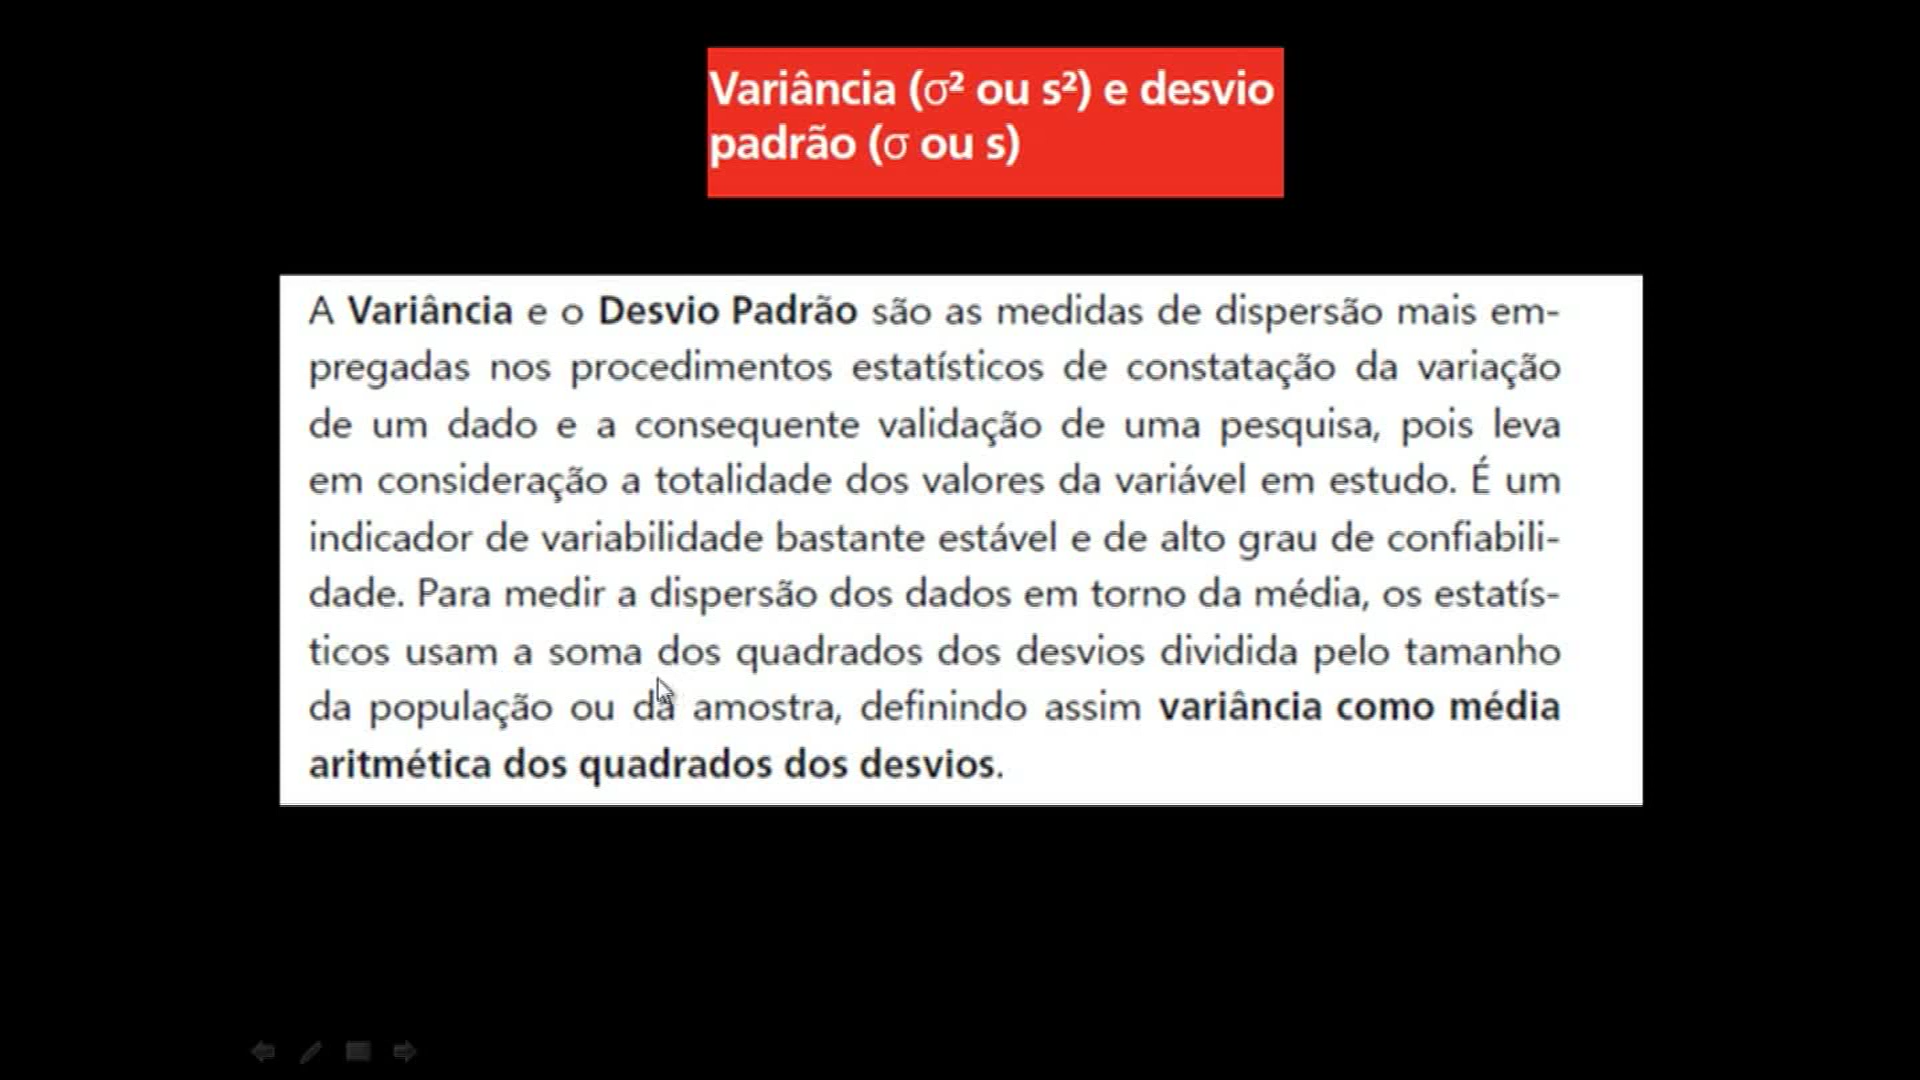 Variância (σ² ou s²) e desvio
padrão (σ ou s)
A Variância e o Desvio Padrão são as medidas de dispersão mais em-
pregadas nos procedimentos estatísticos de constatação da variação
de um dado e a consequente validação de uma pesquisa, pois leva
em consideração a totalidade dos valores da variável em estudo. É um
indicador de variabilidade bastante estável e de alto grau de confiabili-
dade. Para medir a dispersão dos dados em torno da média, os estatís-
ticos usam a soma dos quadrados dos desvios dividida pelo tamanho
da população ou da amostra, definindo assim variância como média
aritmética dos quadrados dos desvios.